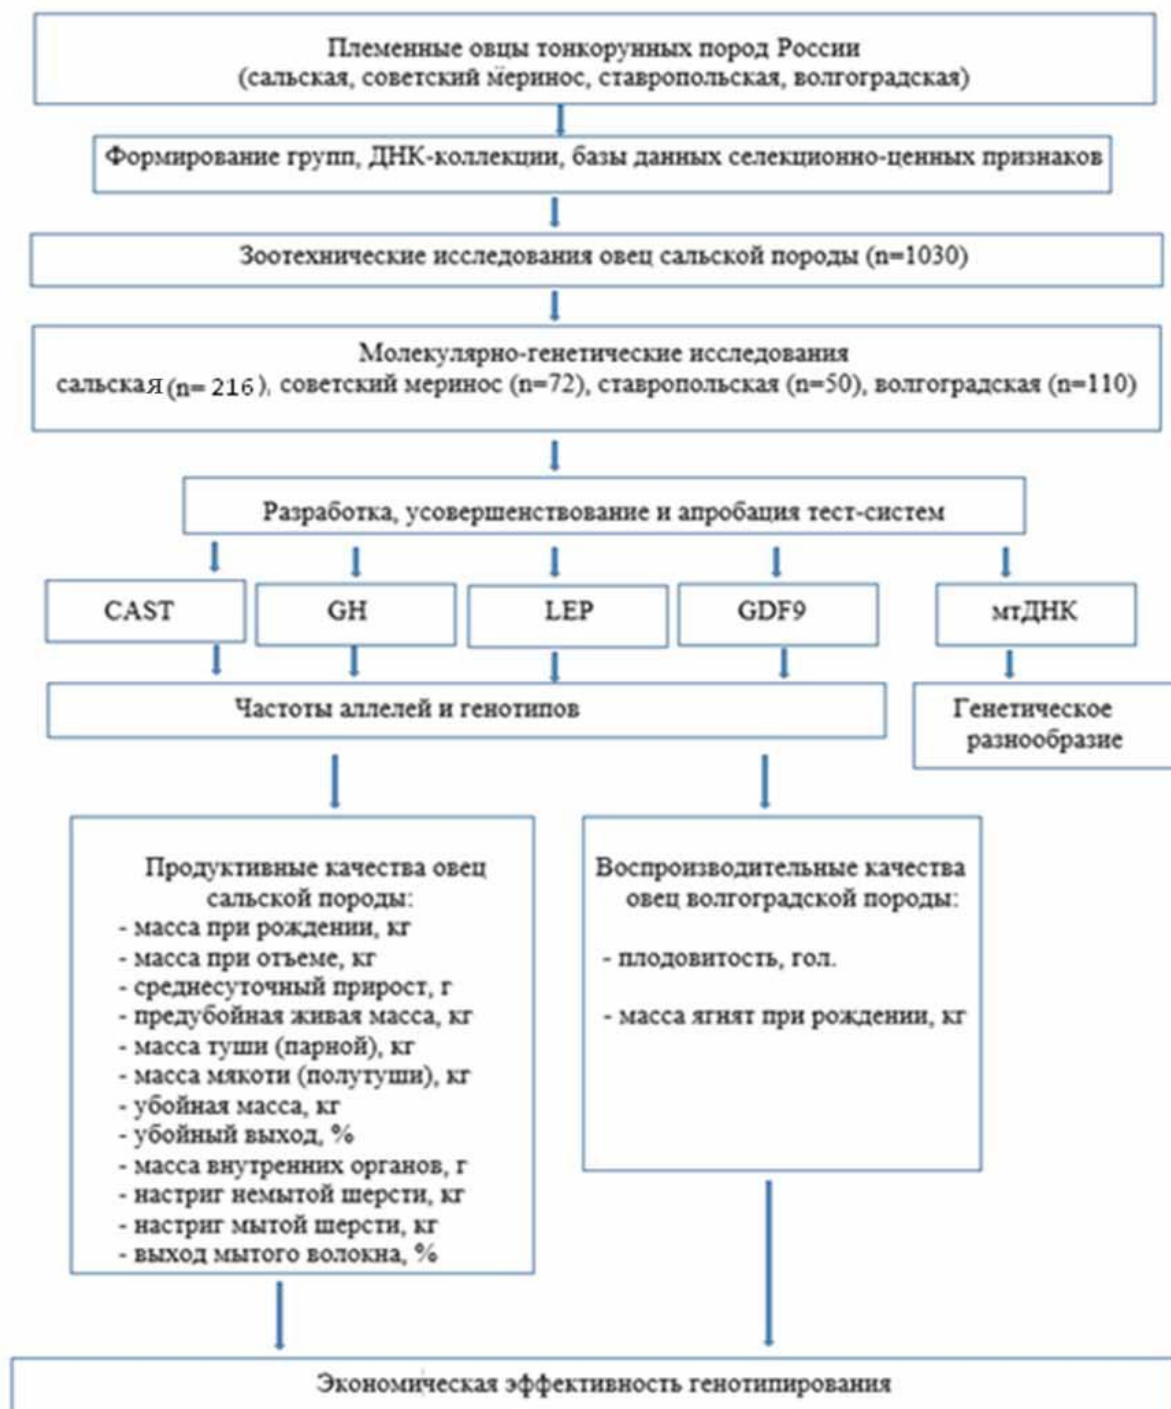 Племенные овцы тонкорунных пород России
(сальская, советский меринос, ставропольская, волгоградская)
Формирование групп, ДНК-коллекции, базы данных селекционно-ценных признаков
Зоотехнические исследования овец сальской породы (n=1030)
Молекулярно-генетические исследования
сальская (n= 216), советский меринос (n=72), ставропольская (n=50), волгоградская (n=110)
Разработка, усовершенствование и апробация тест-систем
CAST
GH
LEP
GDF9
мтДНК
Частоты аллелей и генотипов
Генетическое
разнообразие
Продуктивные качества овец
сальской породы:
- масса при рождении, кг
- масса при отъеме, кг
- среднесуточный прирост, г
- предубойная живая масса, кг
- масса туши (парной), кг
- масса мякоти (полутуши), кг
- убойная масса, кг
- убойный выход, %
- масса внутренних органов, г
- настриг немытой шерсти, кг
- настриг мытой шерсти, кг
- выход мытого волокна, %
Воспроизводительные качества
овец волгоградской породы:
- плодовитость, гол.
- масса ягнят при рождении, кг
Экономическая эффективность генотипирования